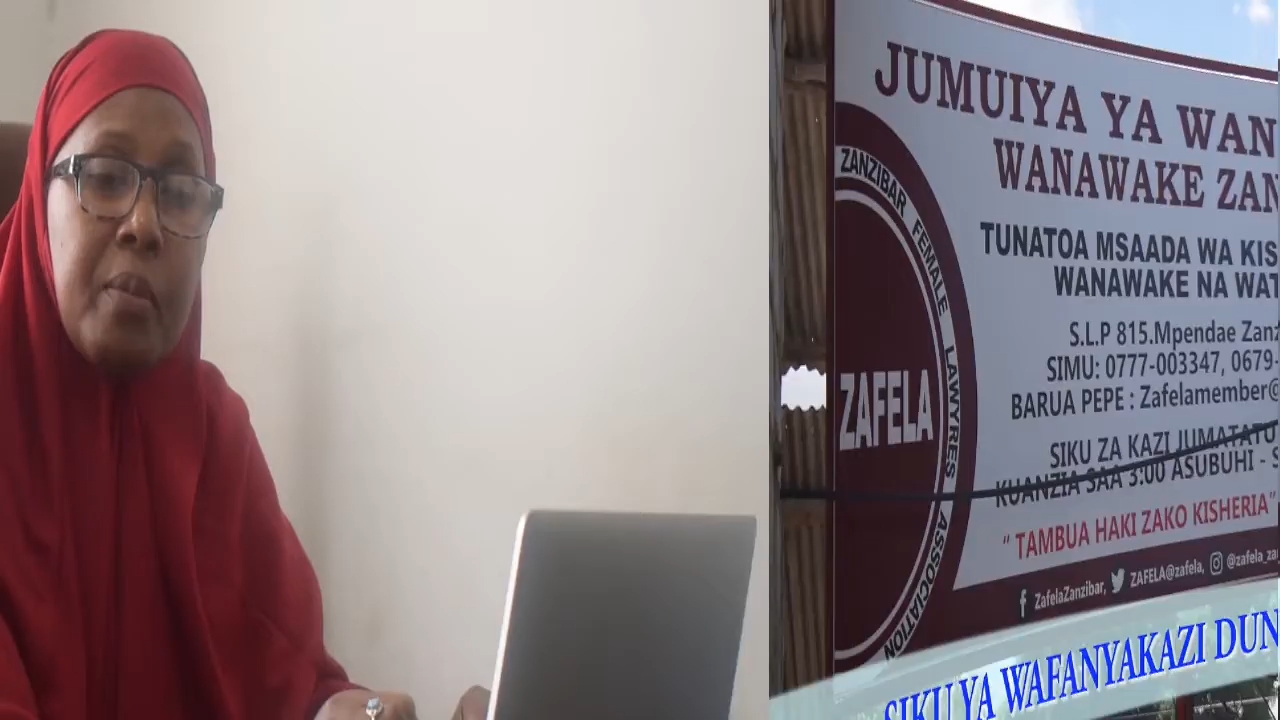 JUMUIYA YA WAN
WANAWAKE ZAN
TUNATOA MSAADA WA KIS
WANAWAKE NA WAT
S.L.P 815.Mpendae Zanz
SIMU: 0777-003347, 0679-
BARUA PEPE : Zafelamember@
SIKU ZA KAZI JUMATATU
KUANZIA SAA 3:00 ASUBUHI - S
“ TAMBUA HAKI ZAKO KISHERIA”
ZafelaZanzibar, ZAFELA@zafela, @zafela_zan
ZANZIBAR FEMALE LAWYRES ASSOCIATION
ZAFELA
SIKU YA WAFANYAKAZI DUN